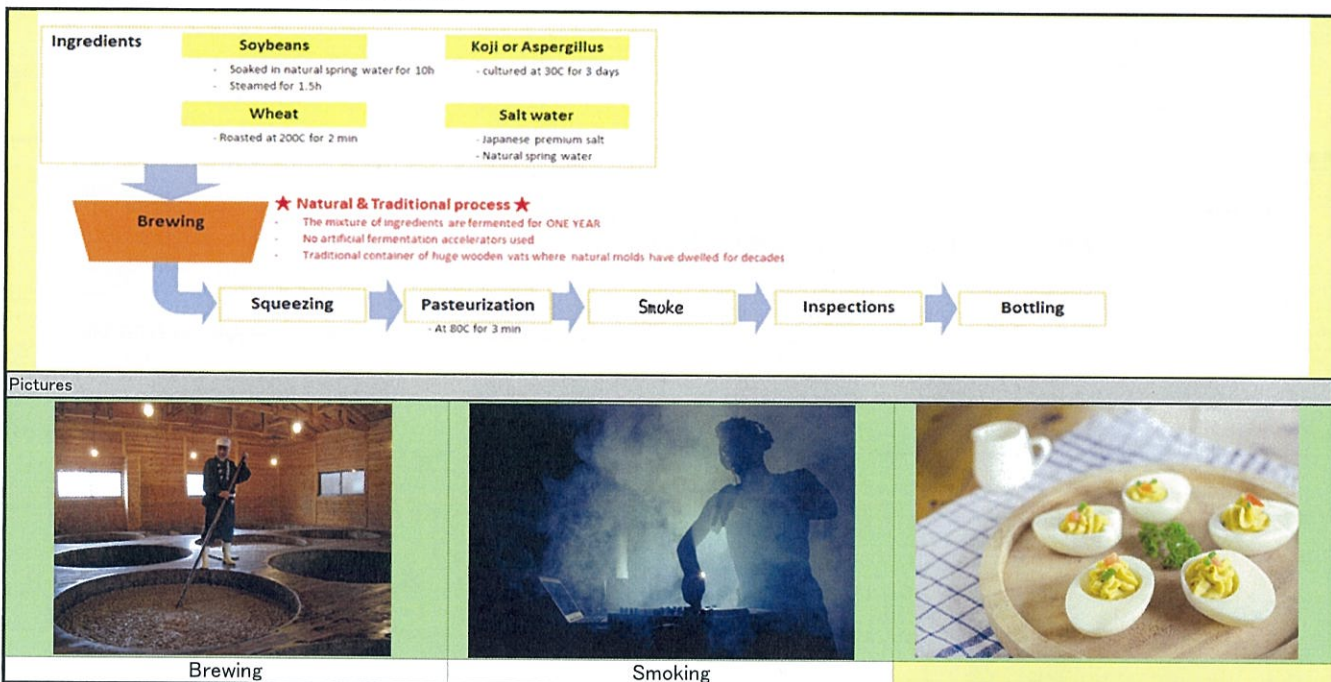 Ingredients
Soybeans
- Soaked in natural spring water for 10h
- Steamed for 1.5h
Koji or Aspergillus
- cultured at 30C for 3 days
Wheat
- Roasted at 200C for 2 min
Salt water
- Japanese premium salt
- Natural spring water
Brewing
★ Natural & Traditional process ★
- The mixture of ingredients are fermented for ONE YEAR
- No artificial fermentation accelerators used
- Traditional container of huge wooden vats where natural molds have dwelled for decades
Squeezing
Pasteurization
- At 80C for 3 min
Smoke
Inspections
Bottling
Pictures
Brewing
Smoking